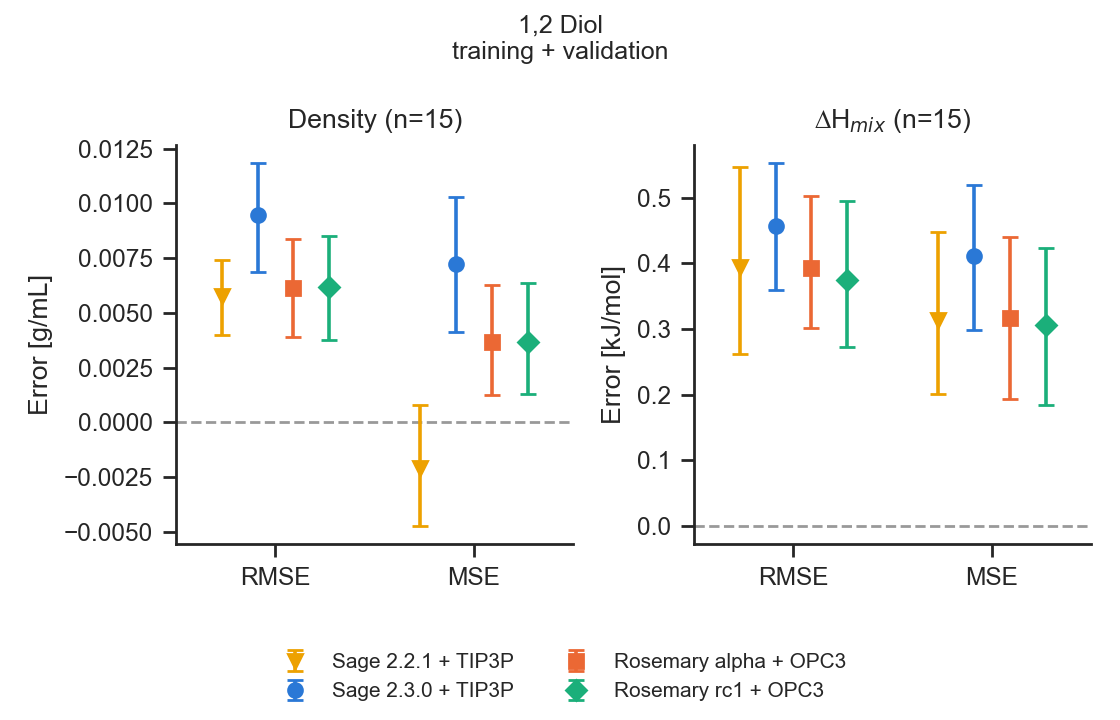 1,2 Diol
training + validation
Density (n=15)
0.0125
0.0100
0.0075
0.0050
0.0025
0.0000
−0.0025
−0.0050
Error [g/mL]
RMSE
MSE
ΔHmix (n=15)
0.5
0.4
0.3
0.2
0.1
0.0
Error [kJ/mol]
RMSE
MSE
Sage 2.2.1 + TIP3P
Sage 2.3.0 + TIP3P
Rosemary alpha + OPC3
Rosemary rc1 + OPC3